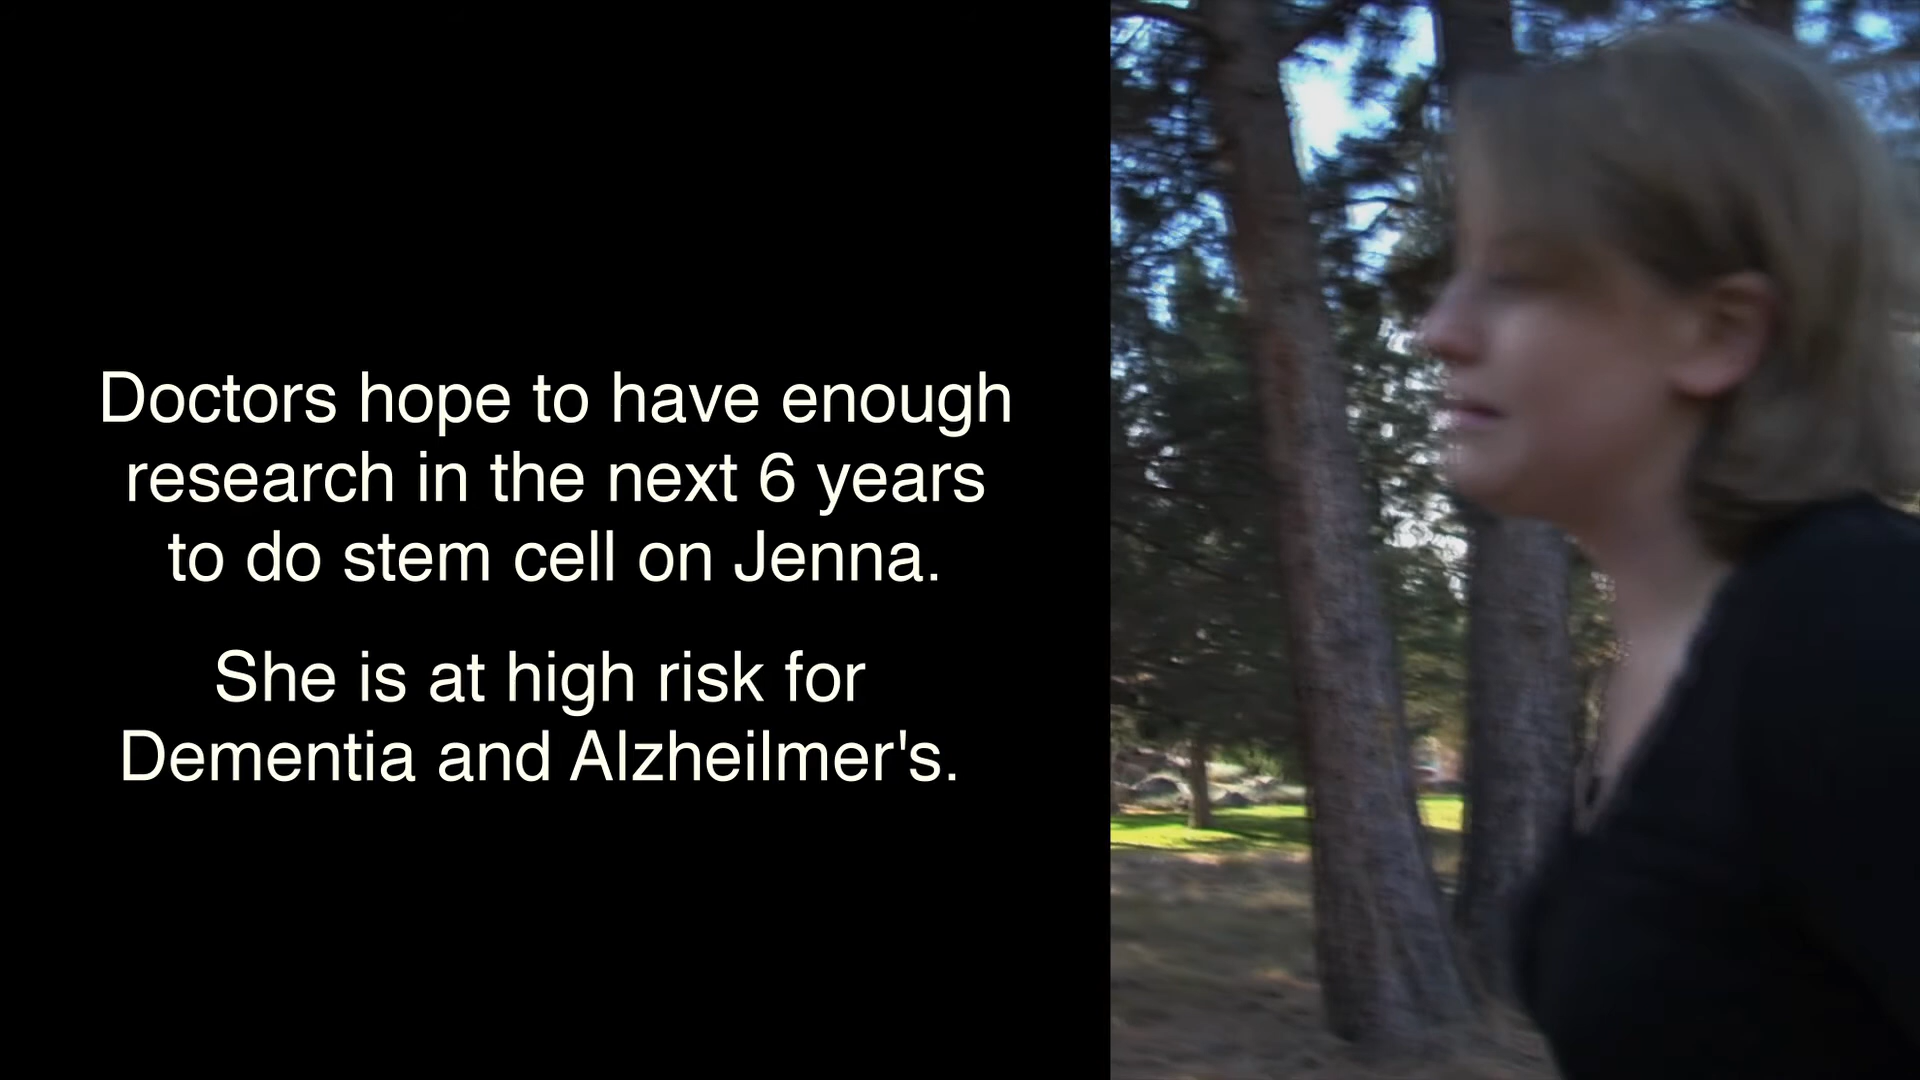 Doctors hope to have enough
research in the next 6 years
to do stem cell on Jenna.
She is at high risk for
Dementia and Alzheilmer's.